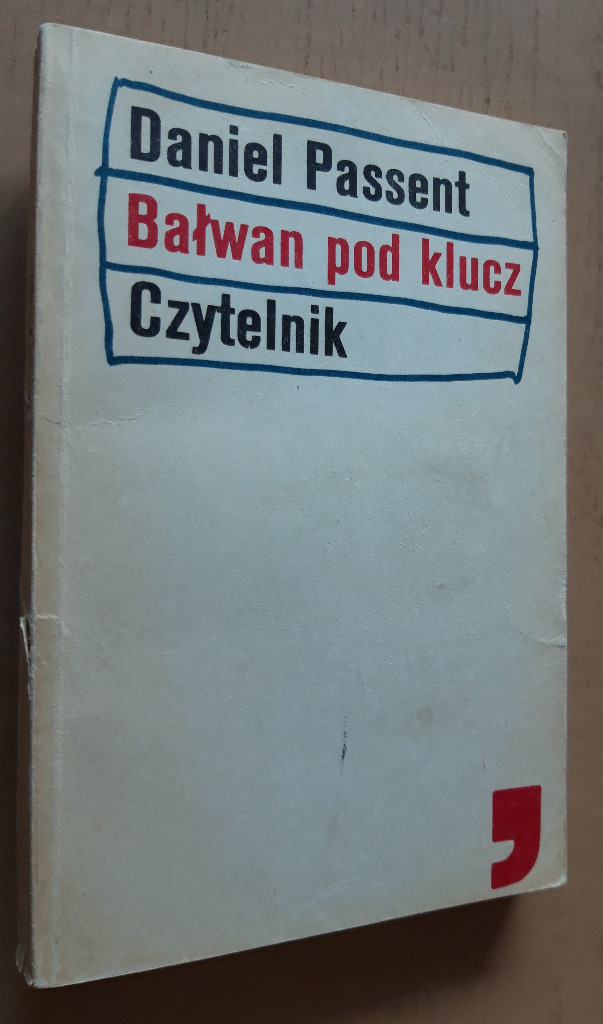 Daniel Passent
Bałwan pod klucz
Czytelnik